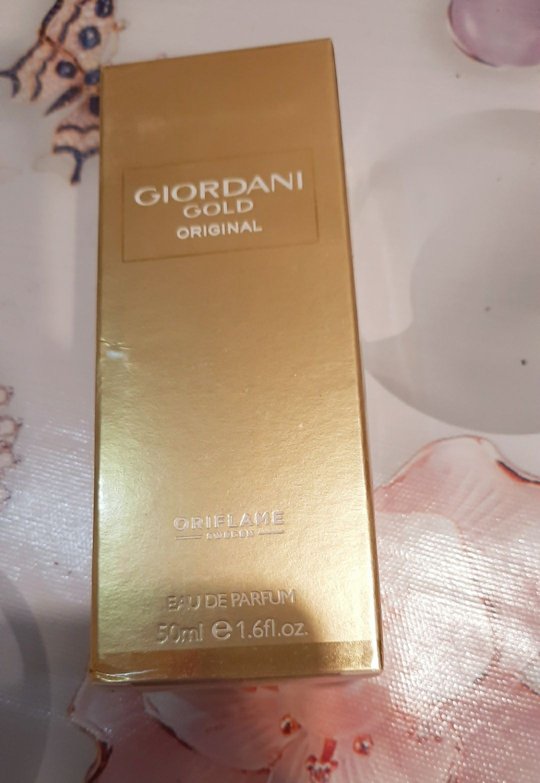 GIORDANI
GOLD
ORIGINAL
ORIFLAME
SWEDEN
EAU DE PARFUM
50ml e 1.6fl.oz.